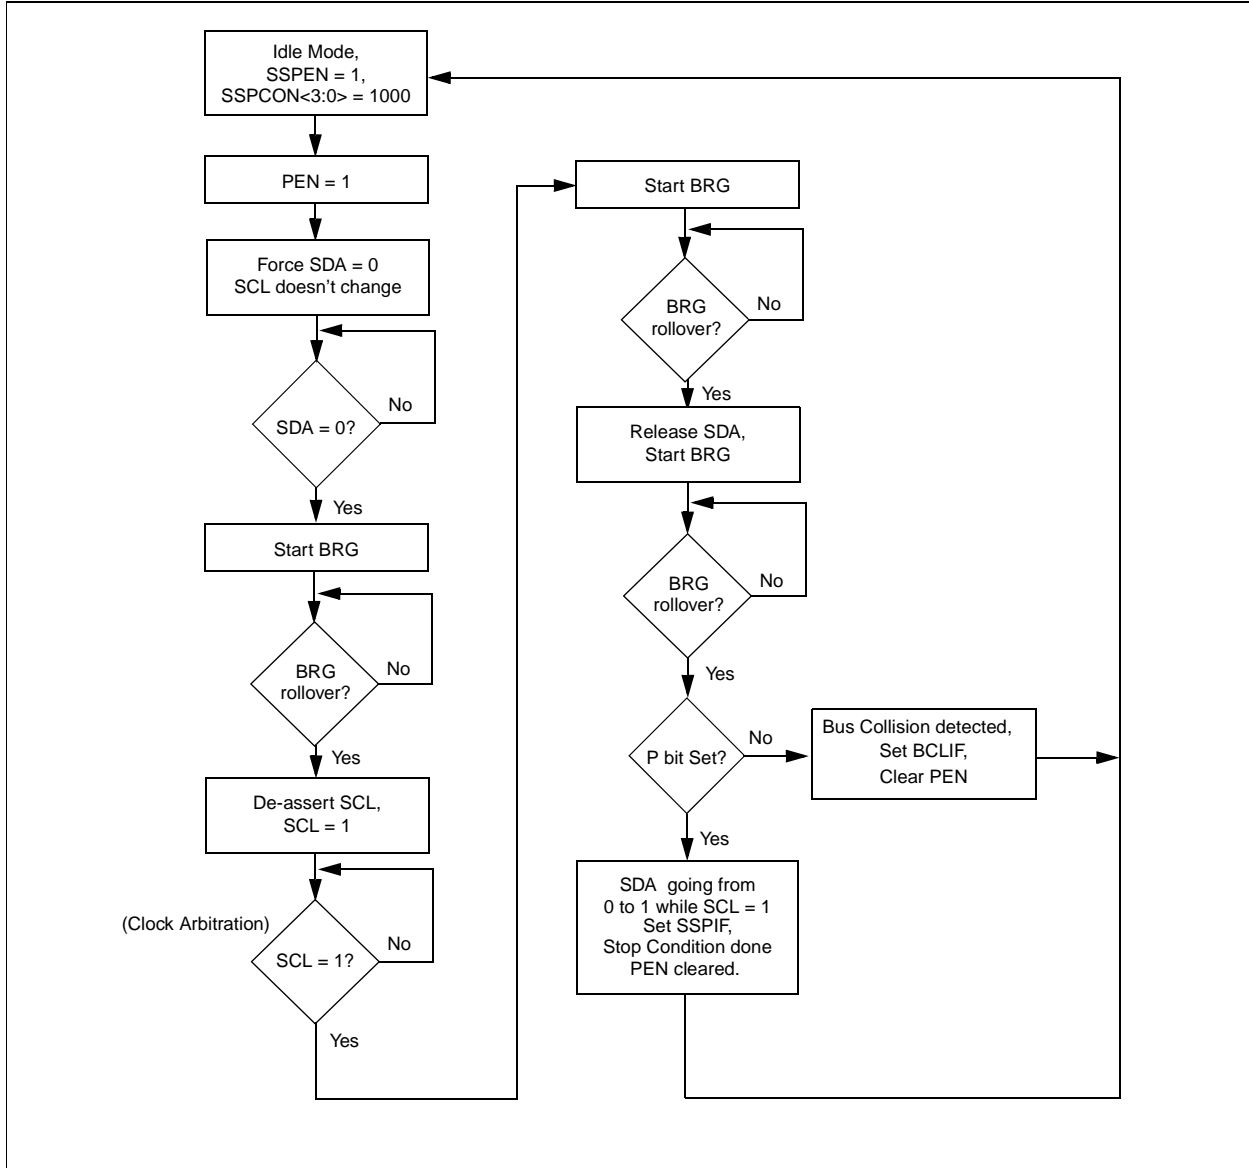 Idle Mode,
SSPEN = 1,
SSPCON<3:0> = 1000
PEN = 1
Force SDA = 0
SCL doesn't change
No
SDA = 0?
Yes
Start BRG
No
BRG
rollover?
Yes
De-assert SCL,
SCL = 1
(Clock Arbitration)
No
SCL = 1?
Yes
Start BRG
No
BRG
rollover?
Yes
Release SDA,
Start BRG
No
BRG
rollover?
Yes
P bit Set?
No
Bus Collision detected,
Set BCLIF,
Clear PEN
Yes
SDA going from
0 to 1 while SCL = 1
Set SSPIF,
Stop Condition done
PEN cleared.